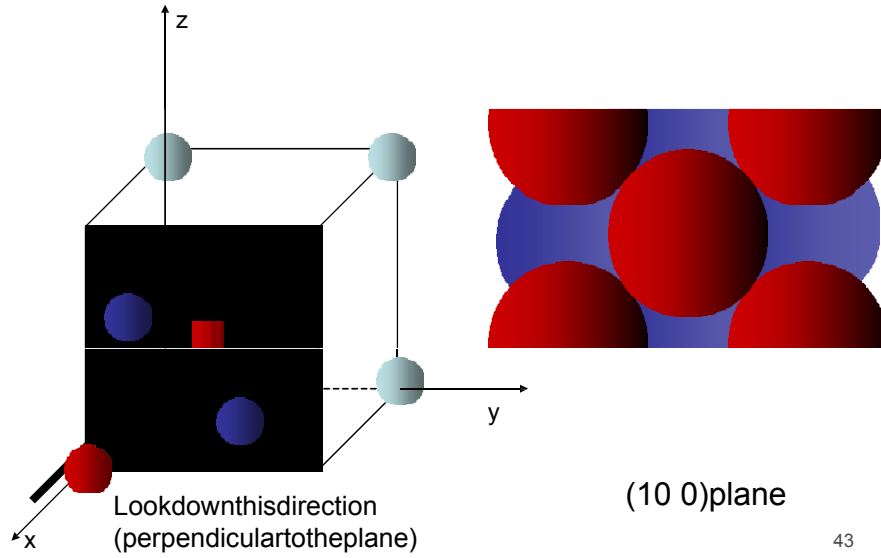 z
y
x
Lookdownthisdirection
(perpendiculartotheplane)
(10 0)plane
43